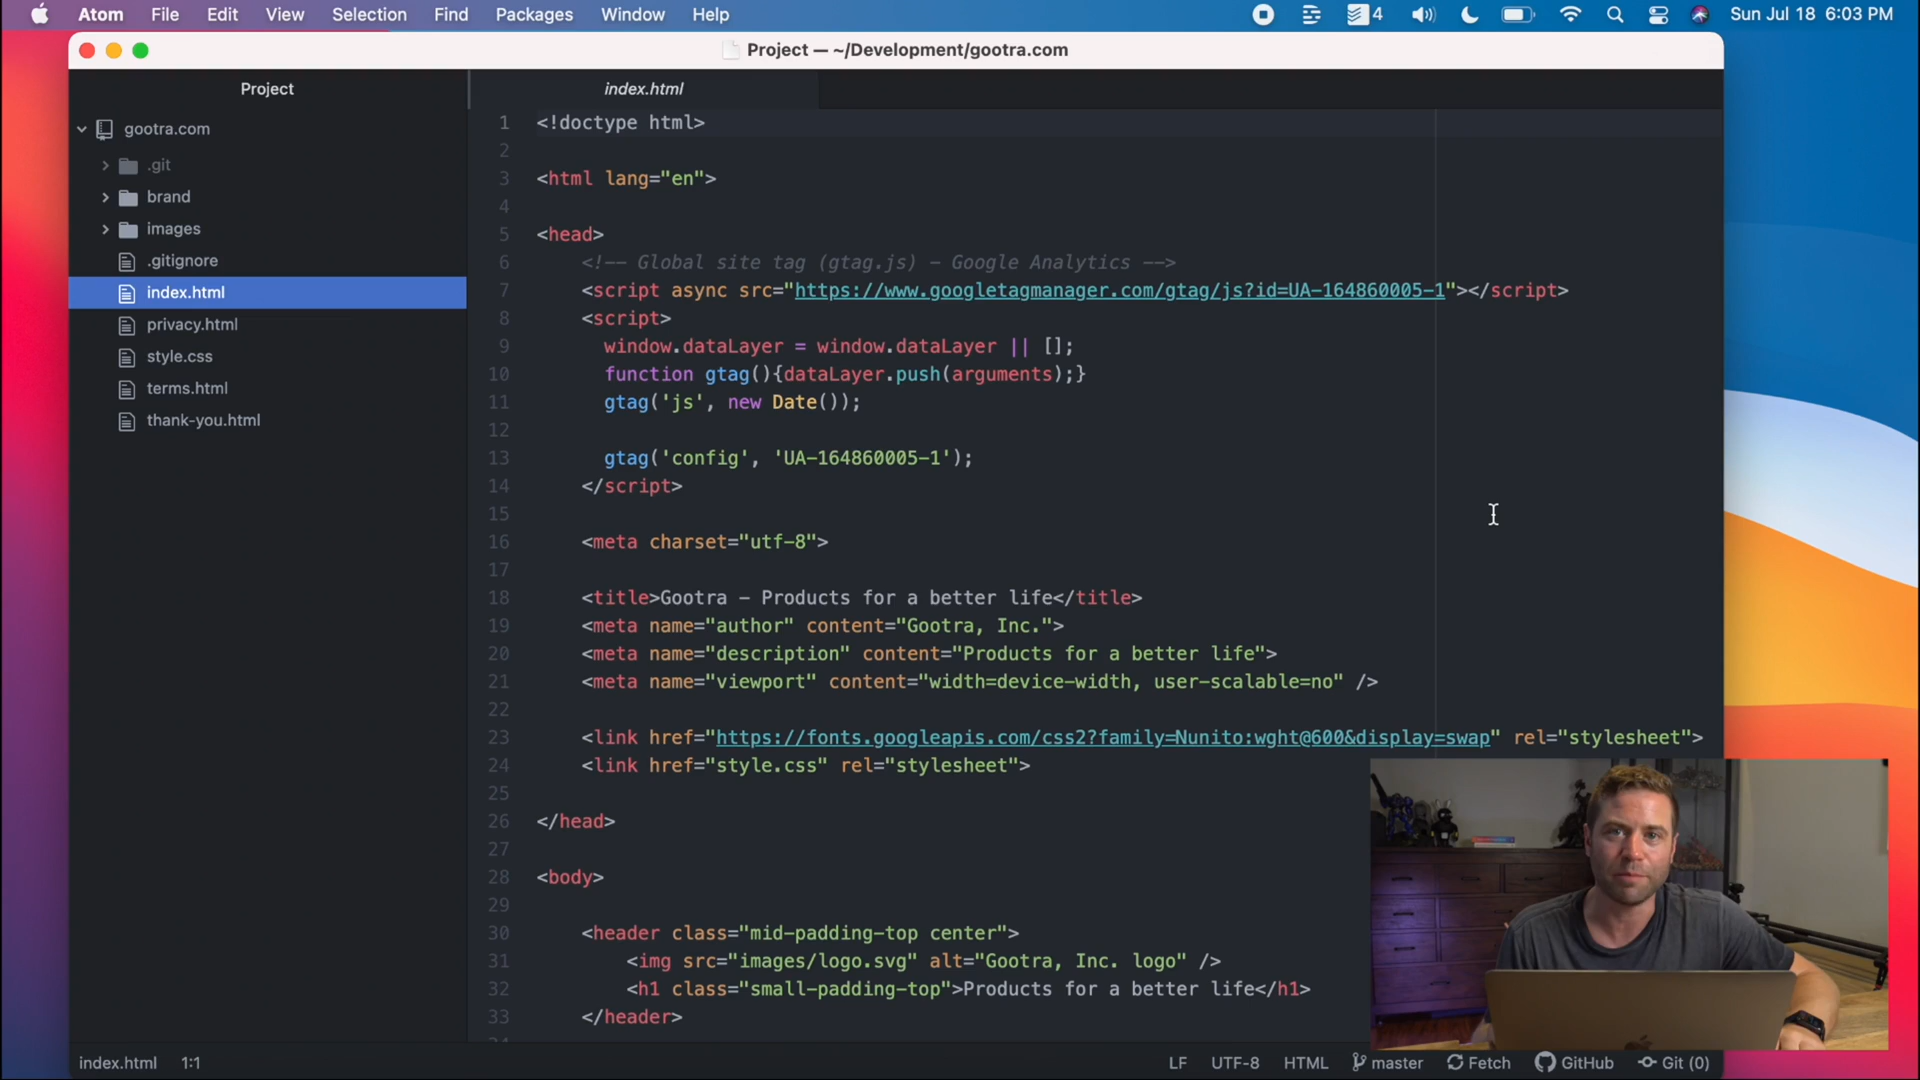 Atom File Edit View Selection Find Packages Window Help 4 Sun Jul 18 6:03 PM
Project — ~/Development/gootra.com
Project
index.html
gootra.com
.git
brand
images
.gitignore
index.html
privacy.html
style.css
terms.html
thank-you.html
1 <!doctype html>
2
3 <html lang="en">
4
5 <head>
6 <!-- Global site tag (gtag.js) - Google Analytics -->
7 <script async src="https://www.googletagmanager.com/gtag/js?id=UA-164860005-1"></script>
8 <script>
9 window.dataLayer = window.dataLayer || [];
10 function gtag(){dataLayer.push(arguments);}
11 gtag('js', new Date());
12
13 gtag('config', 'UA-164860005-1');
14 </script>
15
16 <meta charset="utf-8">
17
18 <title>Gootra - Products for a better life</title>
19 <meta name="author" content="Gootra, Inc.">
20 <meta name="description" content="Products for a better life">
21 <meta name="viewport" content="width=device-width, user-scalable=no" />
22
23 <link href="https://fonts.googleapis.com/css2?family=Nunito:wght@600&display=swap" rel="stylesheet">
24 <link href="style.css" rel="stylesheet">
25
26 </head>
27
28 <body>
29
30 <header class="mid-padding-top center">
31 <img src="images/logo.svg" alt="Gootra, Inc. logo" />
32 <h1 class="small-padding-top">Products for a better life</h1>
33 </header>
index.html 1:1 LF UTF-8 HTML master Fetch GitHub Git (0)